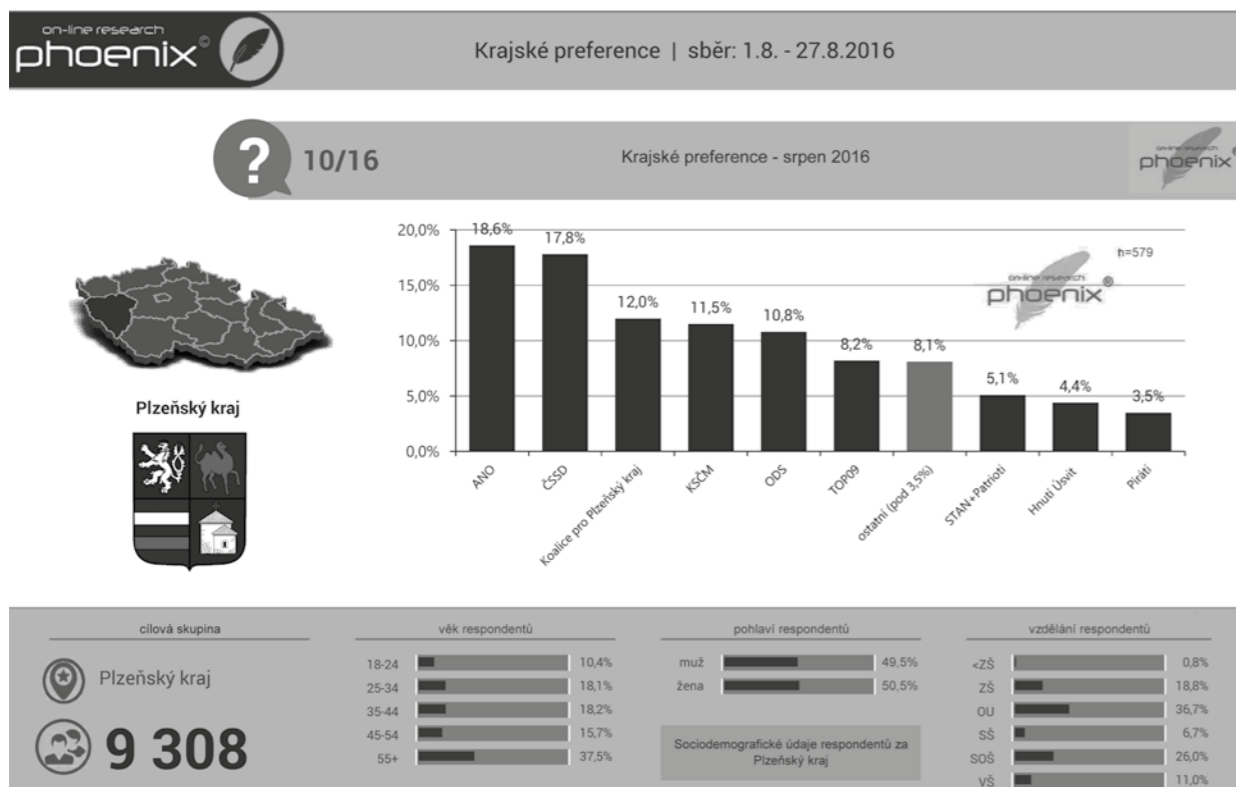 on-line research
phoenix©
Krajské preference | sběr: 1.8. - 27.8.2016
?
10/16
Krajské preference - srpen 2016
on-line research
phoenix®
20,0%
15,0%
10,0%
5,0%
0,0%
18,6%
17,8%
12,0%
11,5%
10,8%
8,2%
8,1%
5,1%
4,4%
3,5%
on-line research
phoenix®
n=579
ANO
ČSSD
Koalice pro Plzeňský kraj
KSČM
ODS
TOP09
ostatní (pod 3,5%)
STAN+Patrioti
Hnutí Úsvit
Piráti
Plzeňský kraj
cílová skupina
Plzeňský kraj
9 308
věk respondentů
18-24 10,4%
25-34 18,1%
35-44 18,2%
45-54 15,7%
55+ 37,5%
pohlaví respondentů
muž 49,5%
žena 50,5%
Sociodemografické údaje respondentů za
Plzeňský kraj
vzdělání respondentů
<ZŠ 0,8%
ZŠ 18,8%
OU 36,7%
SŠ 6,7%
SOŠ 26,0%
VŠ 11,0%